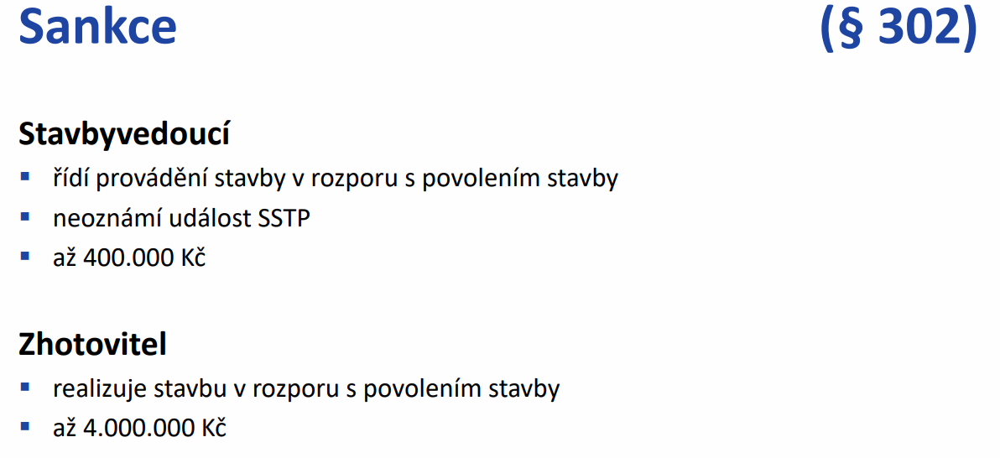 Sankce (§ 302)
Stavbyvedoucí
▪ řídí provádění stavby v rozporu s povolením stavby
▪ neoznámí událost SSTP
▪ až 400.000 Kč
Zhotovitel
▪ realizuje stavbu v rozporu s povolením stavby
▪ až 4.000.000 Kč